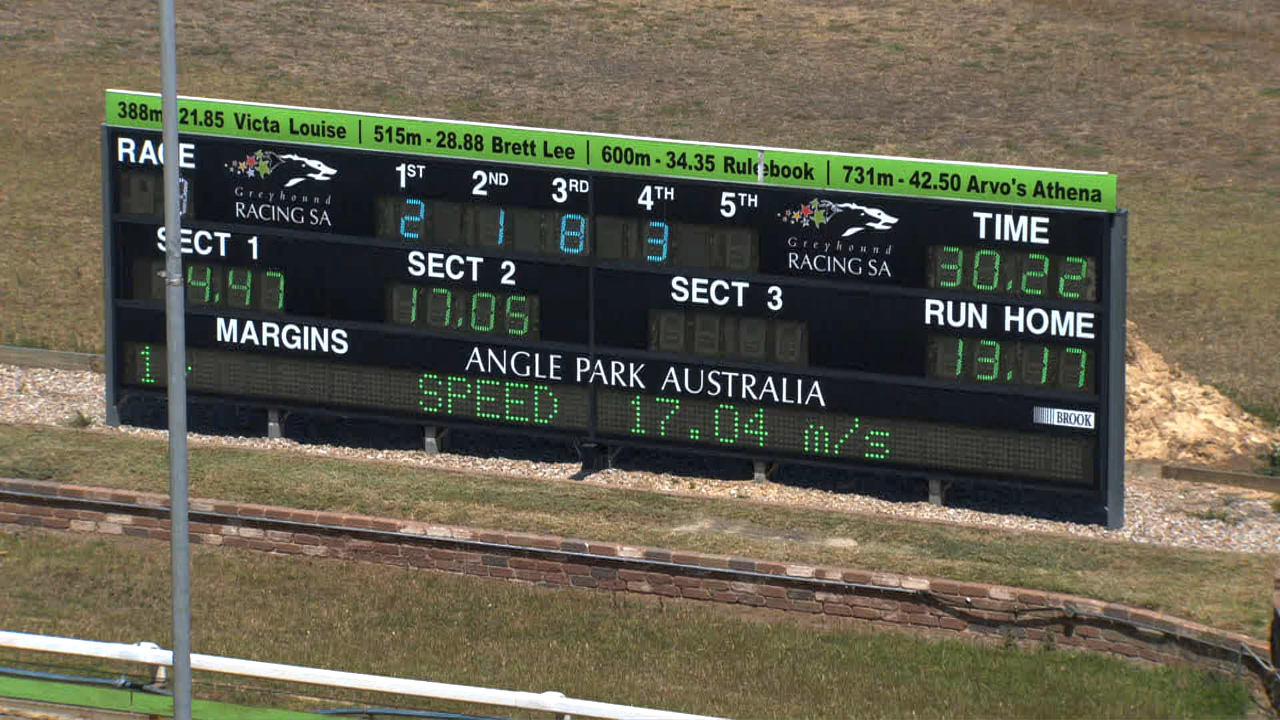 388m 21.85 Victa Louise | 515m - 28.88 Brett Lee | 600m - 34.35 Rulebook | 731m - 42.50 Arvo's Athena
RACE
Greyhound
RACING SA
1ST 2ND 3RD 4TH 5TH
2 1 8 3
Greyhound
RACING SA
TIME
30.22
SECT 1
4.47
SECT 2
17.05
SECT 3
RUN HOME
13.17
MARGINS
ANGLE PARK AUSTRALIA
BROOK
1
SPEED 17.04 m/s